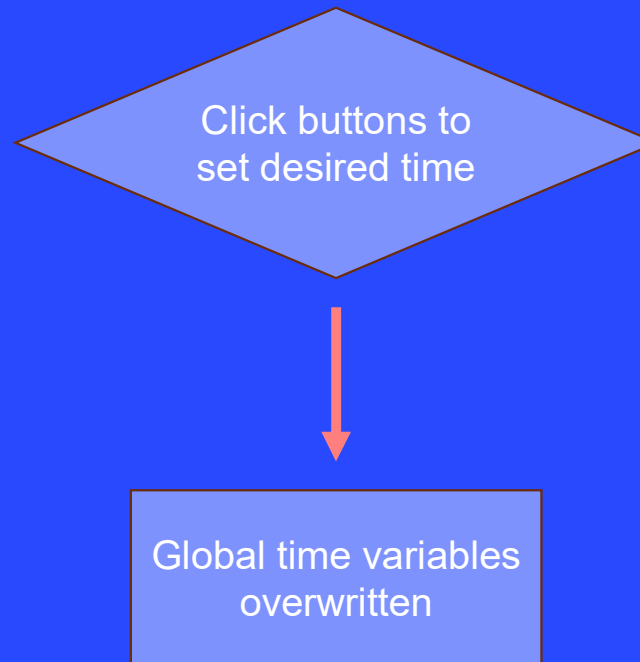 Click buttons to
set desired time
Global time variables
overwritten